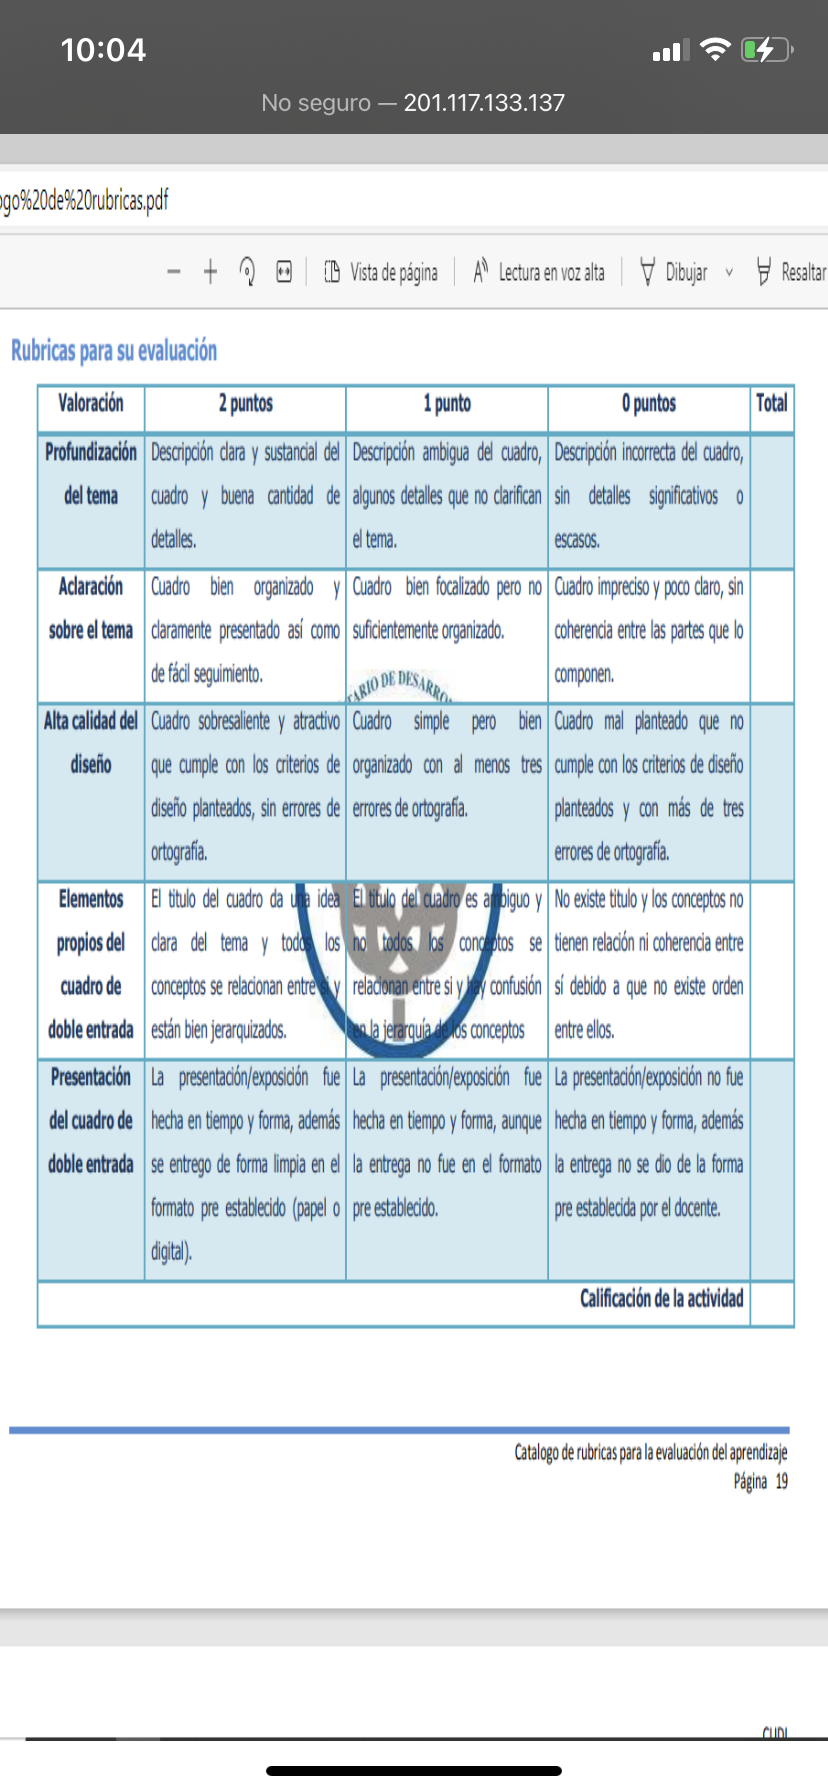 10:04
No seguro — 201.117.133.137
ogo%20de%20rubricas.pdf
Vista de página
Lectura en voz alta
Dibujar
Resaltar
Rubricas para su evaluación
Valoración
2 puntos
1 punto
0 puntos
Total
Profundización
del tema
Descripción clara y sustancial del
cuadro y buena cantidad de
detalles.
Descripción ambigua del cuadro,
algunos detalles que no clarifican
el tema.
Descripción incorrecta del cuadro,
sin detalles significativos o
escasos.
Aclaración
sobre el tema
Cuadro bien organizado y
claramente presentado así como
de fácil seguimiento.
Cuadro bien focalizado pero no
suficientemente organizado.
Cuadro impreciso y poco claro, sin
coherencia entre las partes que lo
componen.
TARIO DE DESARRO
Alta calidad del
diseño
Cuadro sobresaliente y atractivo
que cumple con los criterios de
diseño planteados, sin errores de
ortografía.
Cuadro simple pero bien
organizado con al menos tres
errores de ortografía.
Cuadro mal planteado que no
cumple con los criterios de diseño
planteados y con más de tres
errores de ortografía.
Elementos
propios del
cuadro de
doble entrada
El titulo del cuadro da una idea
clara del tema y todos los
conceptos se relacionan entre si y
están bien jerarquizados.
El titulo del cuadro es ambiguo y
no todos los conceptos se
relacionan entre si y hay confusión
en la jerarquía de los conceptos
No existe titulo y los conceptos no
tienen relación ni coherencia entre
sí debido a que no existe orden
entre ellos.
Presentación
del cuadro de
doble entrada
La presentación/exposición fue
hecha en tiempo y forma, además
se entrego de forma limpia en el
formato pre establecido (papel o
digital).
La presentación/exposición fue
hecha en tiempo y forma, aunque
la entrega no fue en el formato
pre establecido.
La presentación/exposición no fue
hecha en tiempo y forma, además
la entrega no se dio de la forma
pre establecida por el docente.
Calificación de la actividad
Catalogo de rubricas para la evaluación del aprendizaje
Página 19